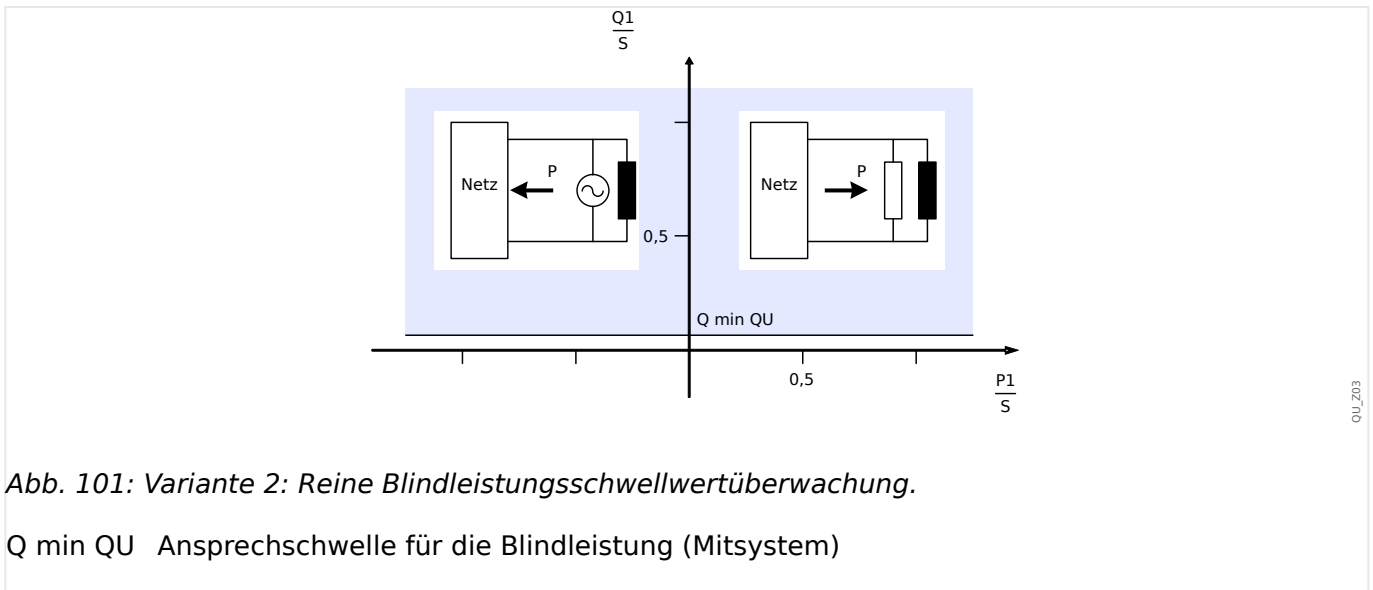 Q1
S
Netz
P
Netz
P
0,5
Q min QU
0,5
P1
S
QU_Z03
Abb. 101: Variante 2: Reine Blindleistungsschwellwertüberwachung.
Q min QU Ansprechschwelle für die Blindleistung (Mitsystem)